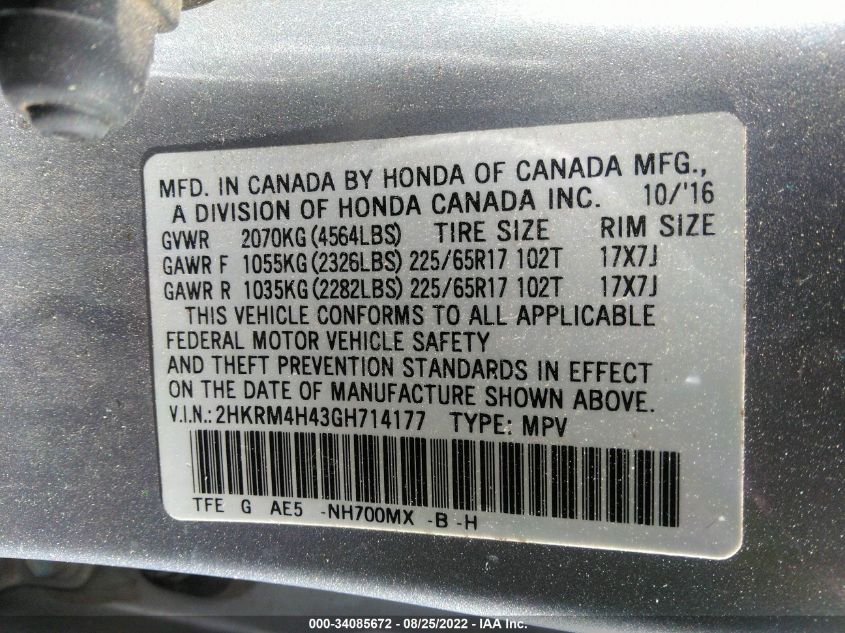 MFD. IN CANADA BY HONDA OF CANADA MFG.,
A DIVISION OF HONDA CANADA INC. 10/'16
GVWR 2070KG(4564LBS) TIRE SIZE RIM SIZE
GAWR F 1055KG(2326LBS) 225/65R17 102T 17X7J
GAWR R 1035KG(2282LBS) 225/65R17 102T 17X7J
THIS VEHICLE CONFORMS TO ALL APPLICABLE
FEDERAL MOTOR VEHICLE SAFETY
AND THEFT PREVENTION STANDARDS IN EFFECT
ON THE DATE OF MANUFACTURE SHOWN ABOVE.
V.I.N.: 2HKRM4H43GH714177 TYPE: MPV
TFE G AE5 -NH700MX -B -H
000-34085672 - 08/25/2022 - IAA Inc.